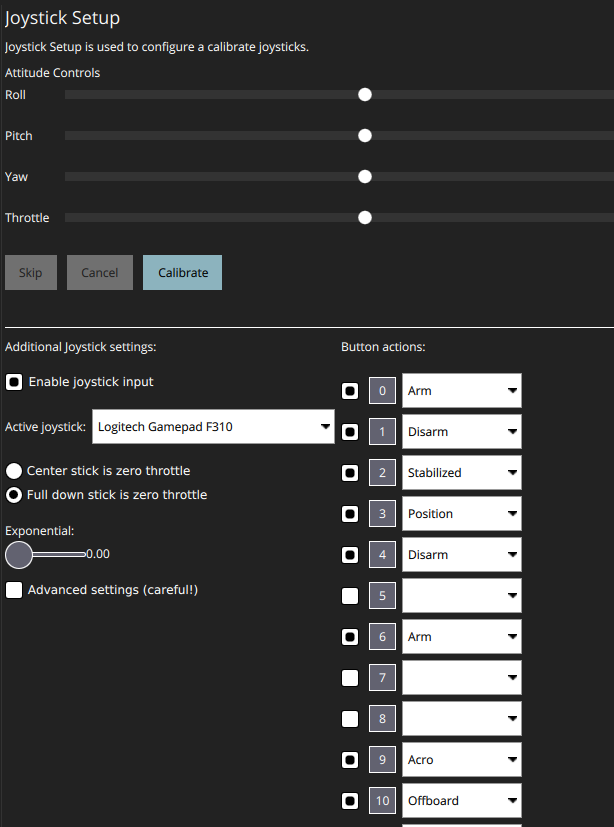 Joystick Setup
Joystick Setup is used to configure a calibrate joysticks.
Attitude Controls
Roll
Pitch
Yaw
Throttle
Skip Cancel Calibrate
Additional Joystick settings:
Enable joystick input
Active joystick: Logitech Gamepad F310
Center stick is zero throttle
Full down stick is zero throttle
Exponential:
0.00
Advanced settings (careful!)
Button actions:
0 Arm
1 Disarm
2 Stabilized
3 Position
4 Disarm
5
6 Arm
7
8
9 Acro
10 Offboard